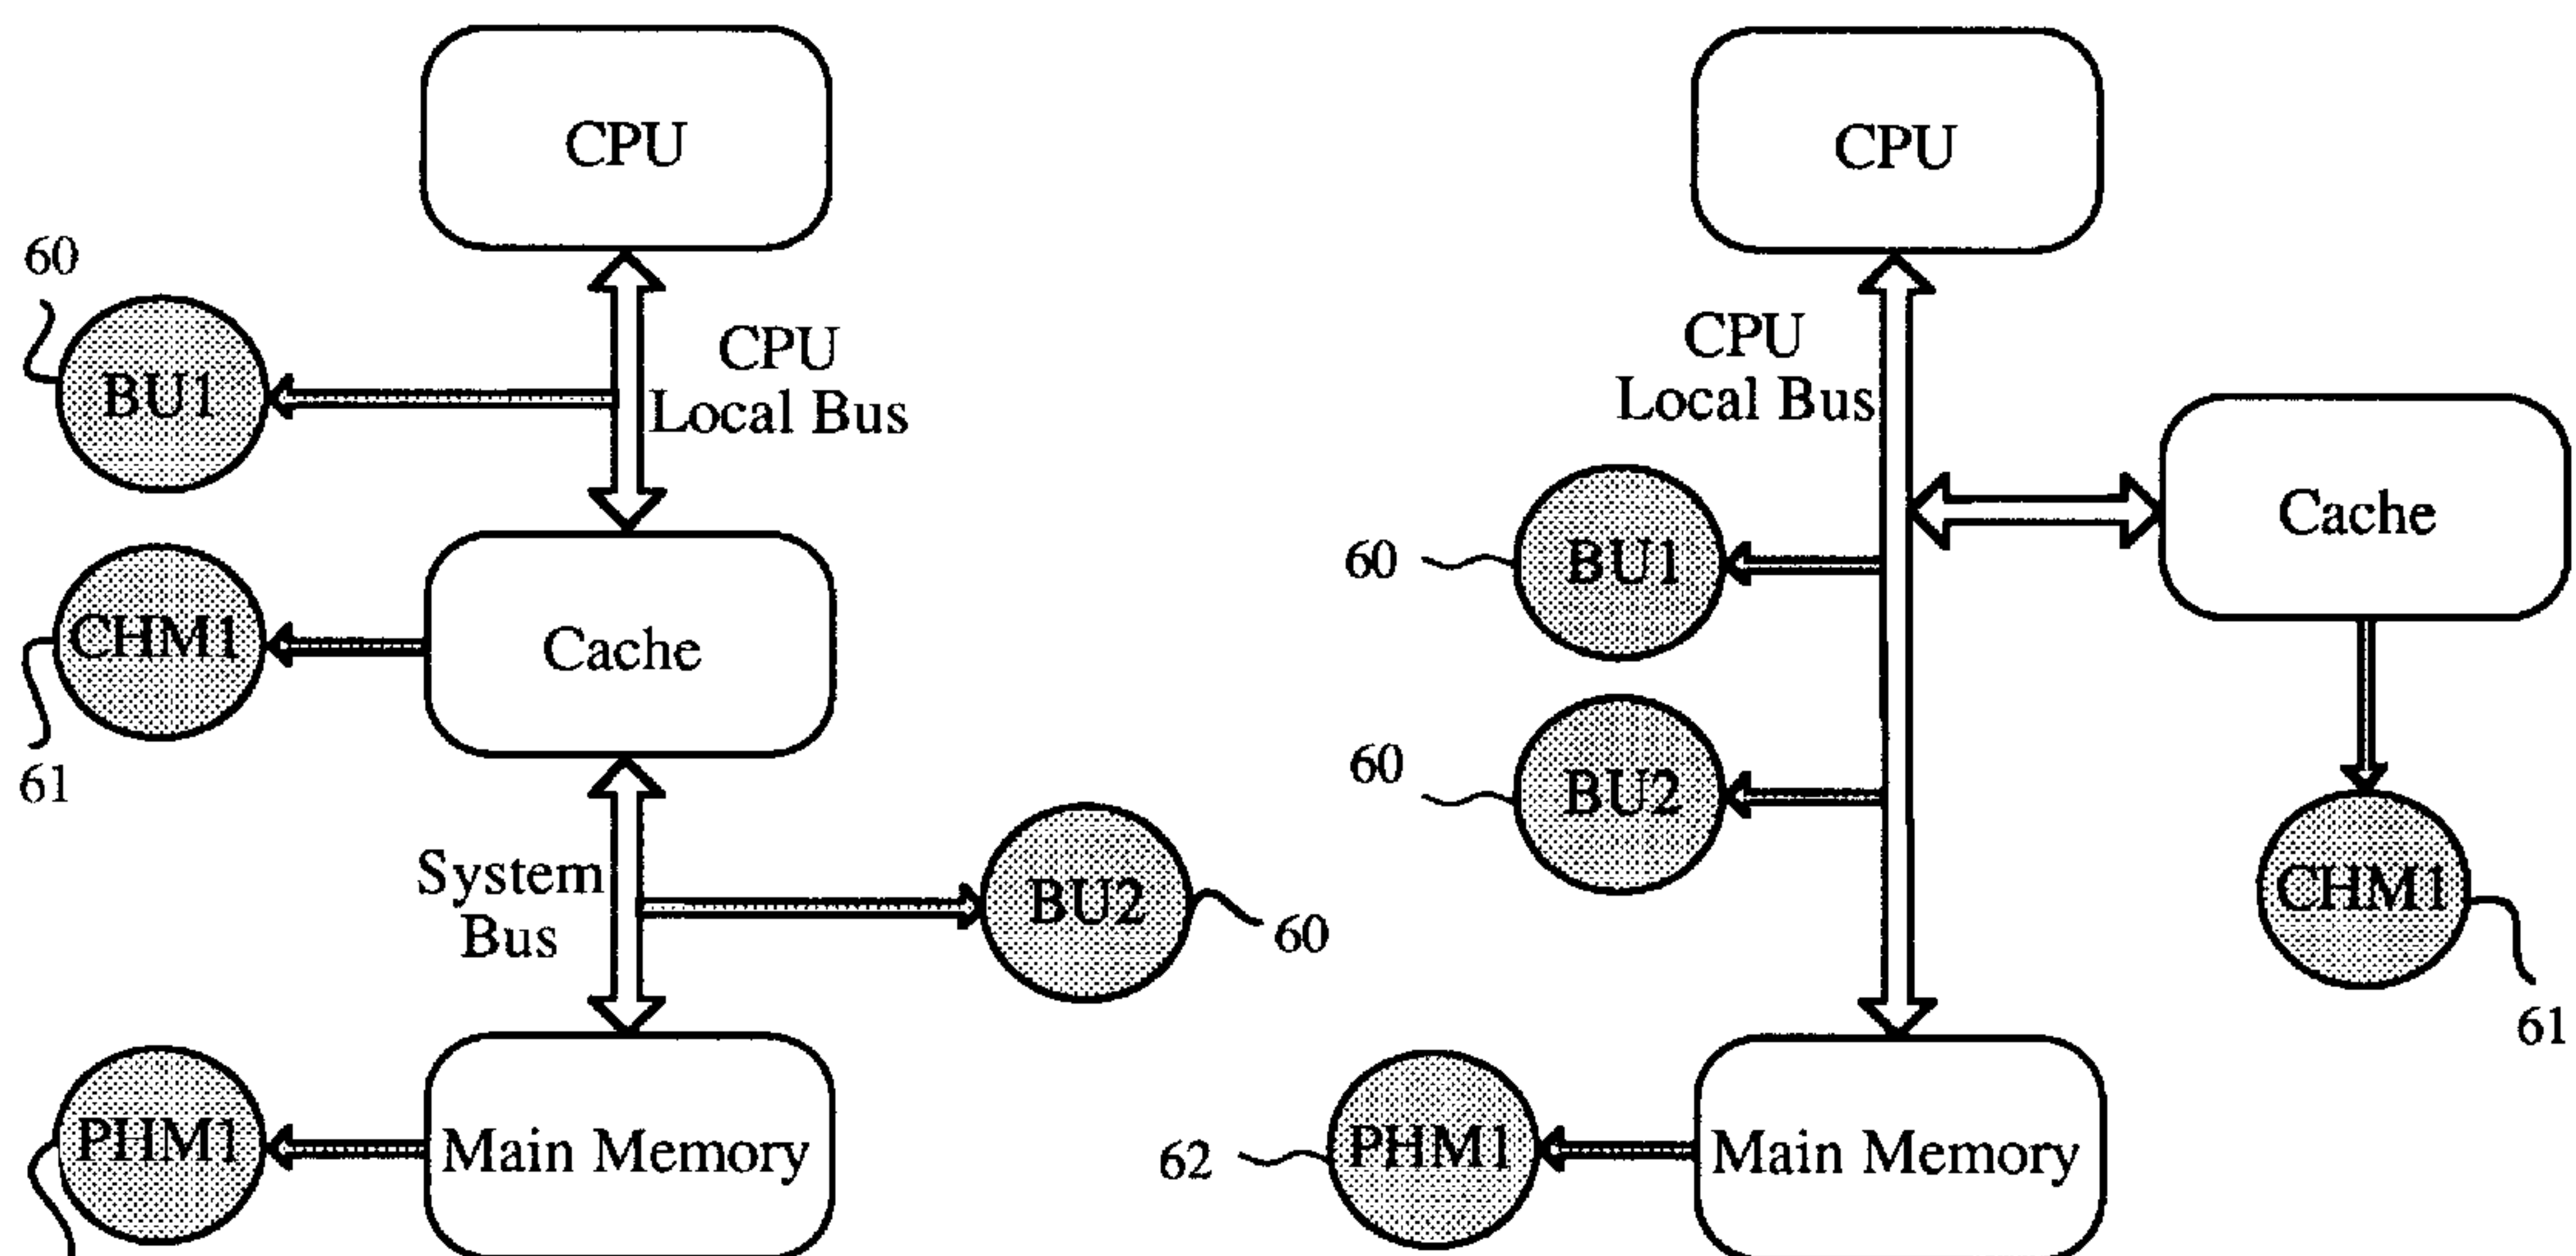 CPU
60
BU1
CPU
Local Bus
CHM1
Cache
61
System
Bus
BU2
60
PHM1
Main Memory
CPU
CPU
Local Bus
Cache
60
BU1
60
BU2
CHM1
61
62
PHM1
Main Memory